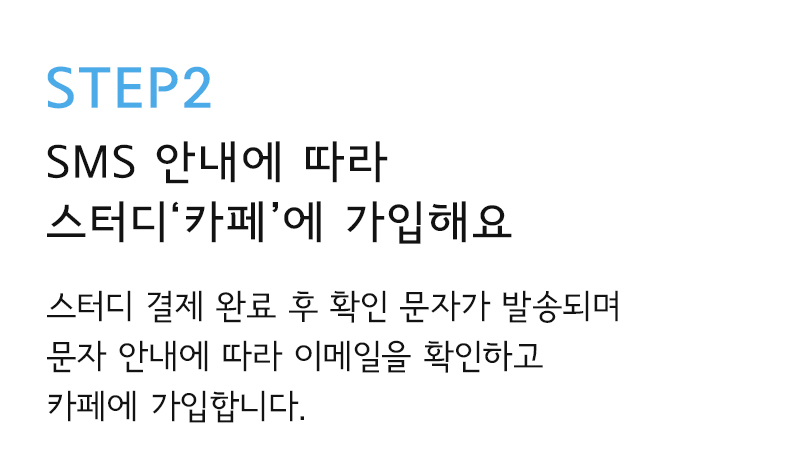 STEP2
SMS 안내에 따라
스터디‘카페’에 가입해요
스터디 결제 완료 후 확인 문자가 발송되며
문자 안내에 따라 이메일을 확인하고
카페에 가입합니다.